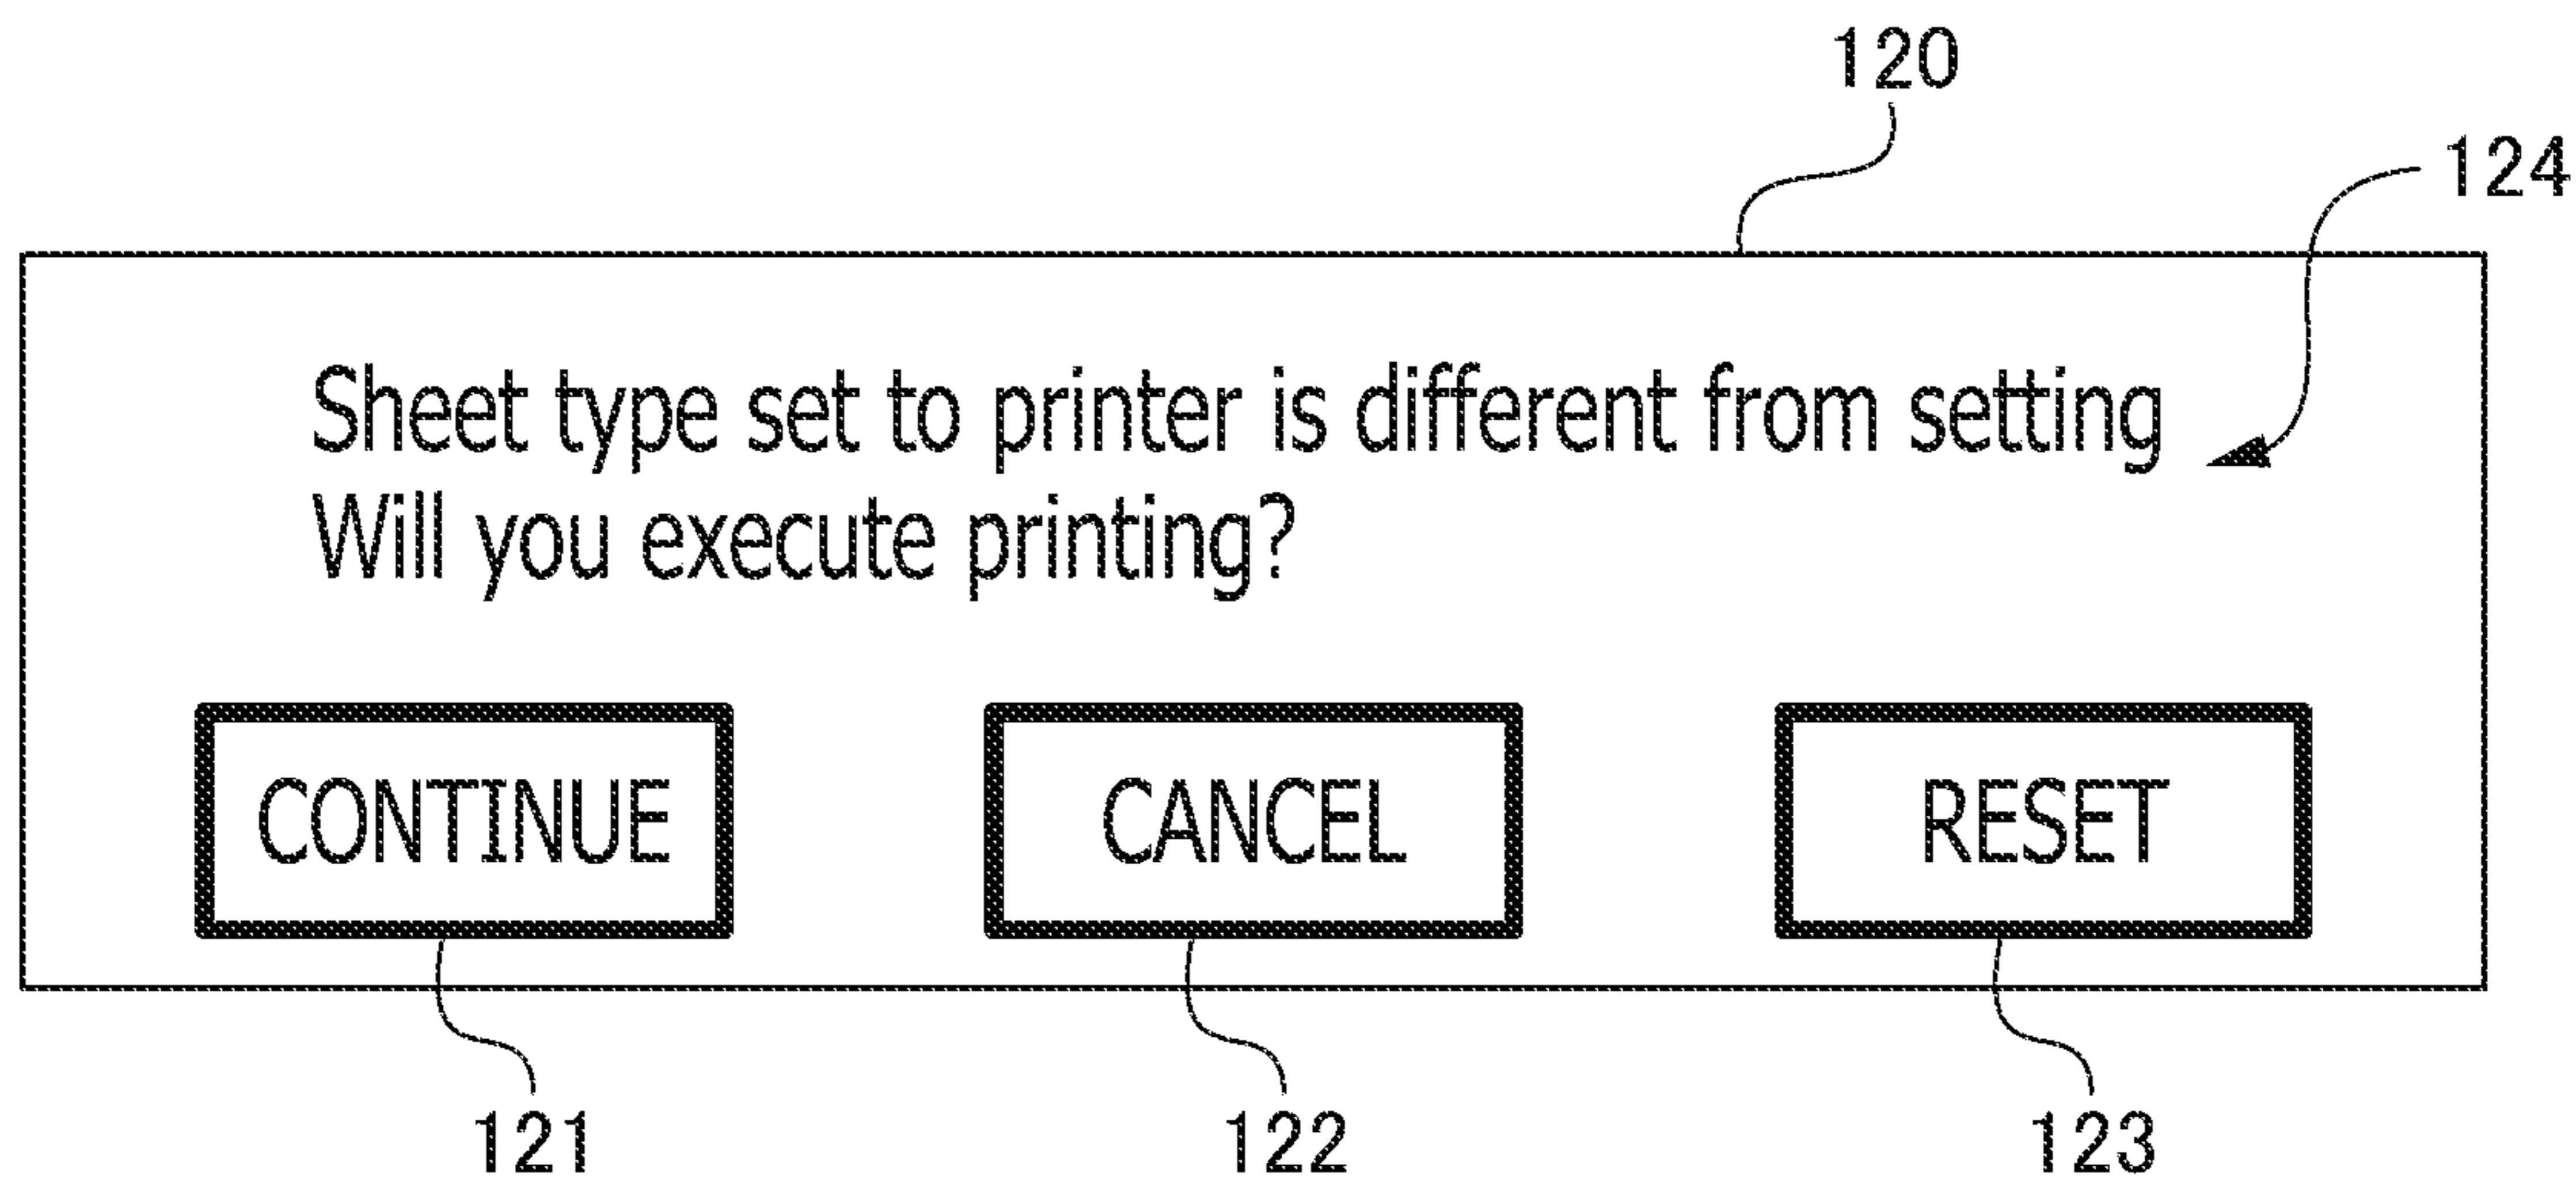 120
124
Sheet type set to printer is different from setting
Will you execute printing?
CONTINUE CANCEL RESET
121 122 123